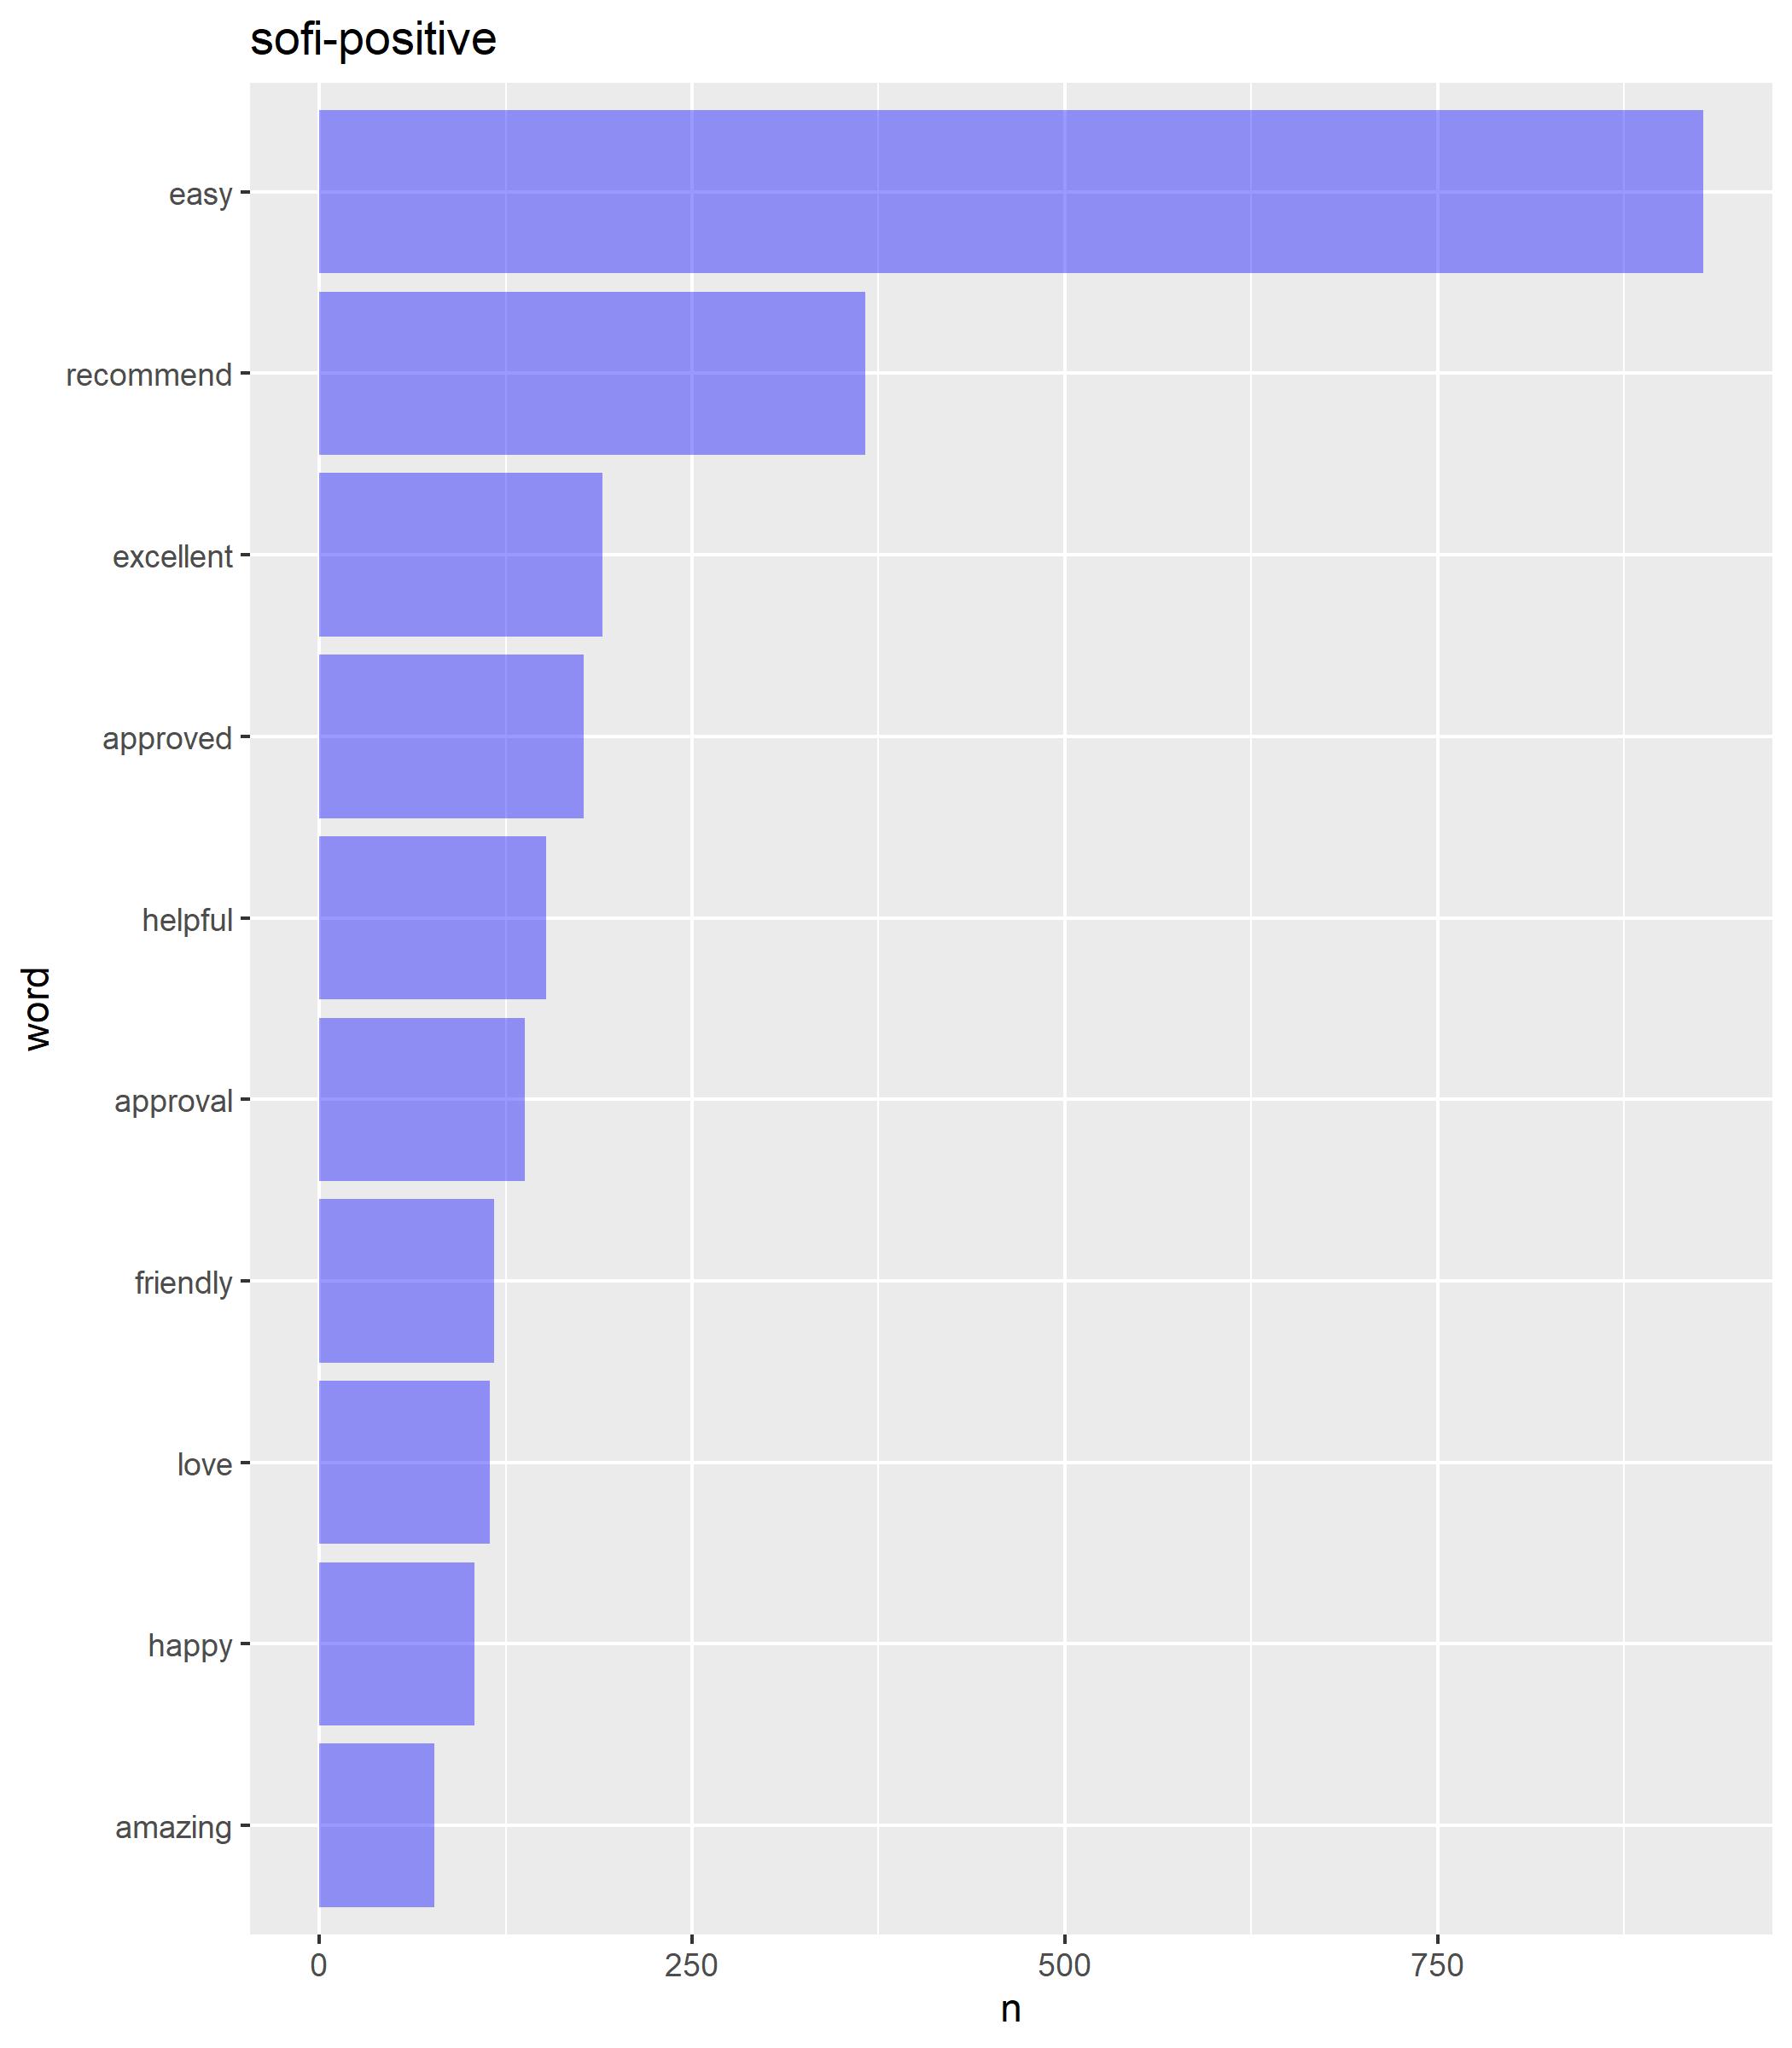 sofi-positive
easy
recommend
excellent
approved
helpful
approval
friendly
love
happy
amazing
word
0 250 500 750
n